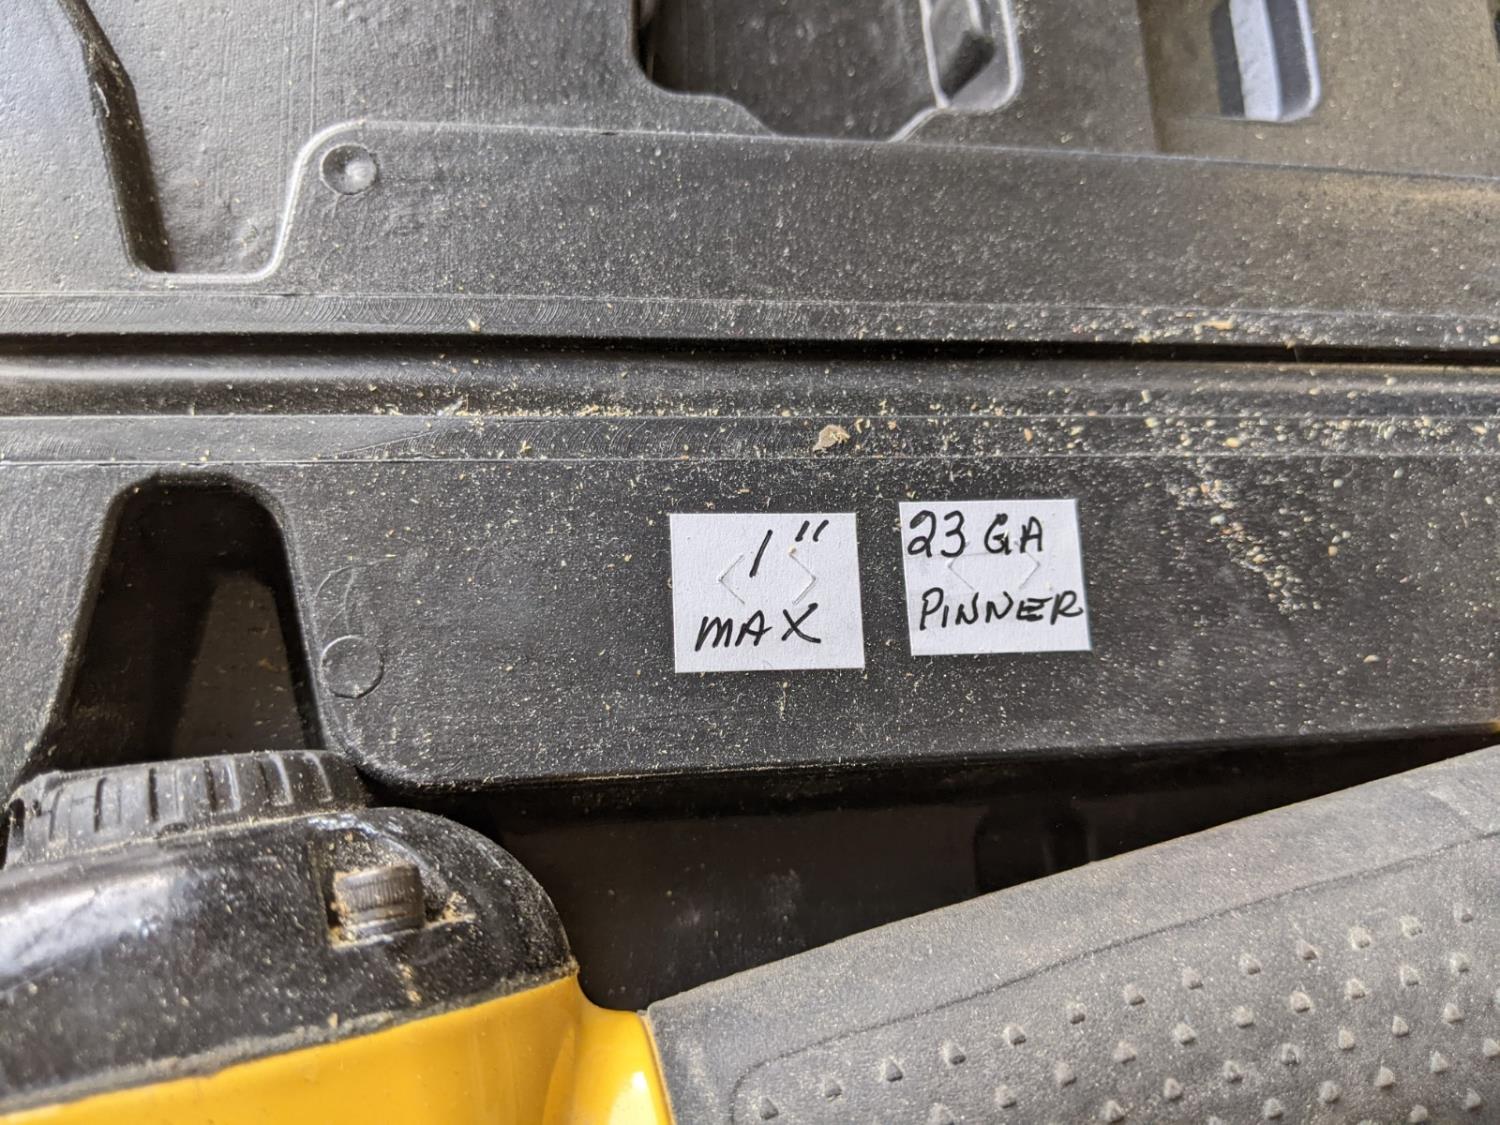 1"
MAX
23 GA
PINNER